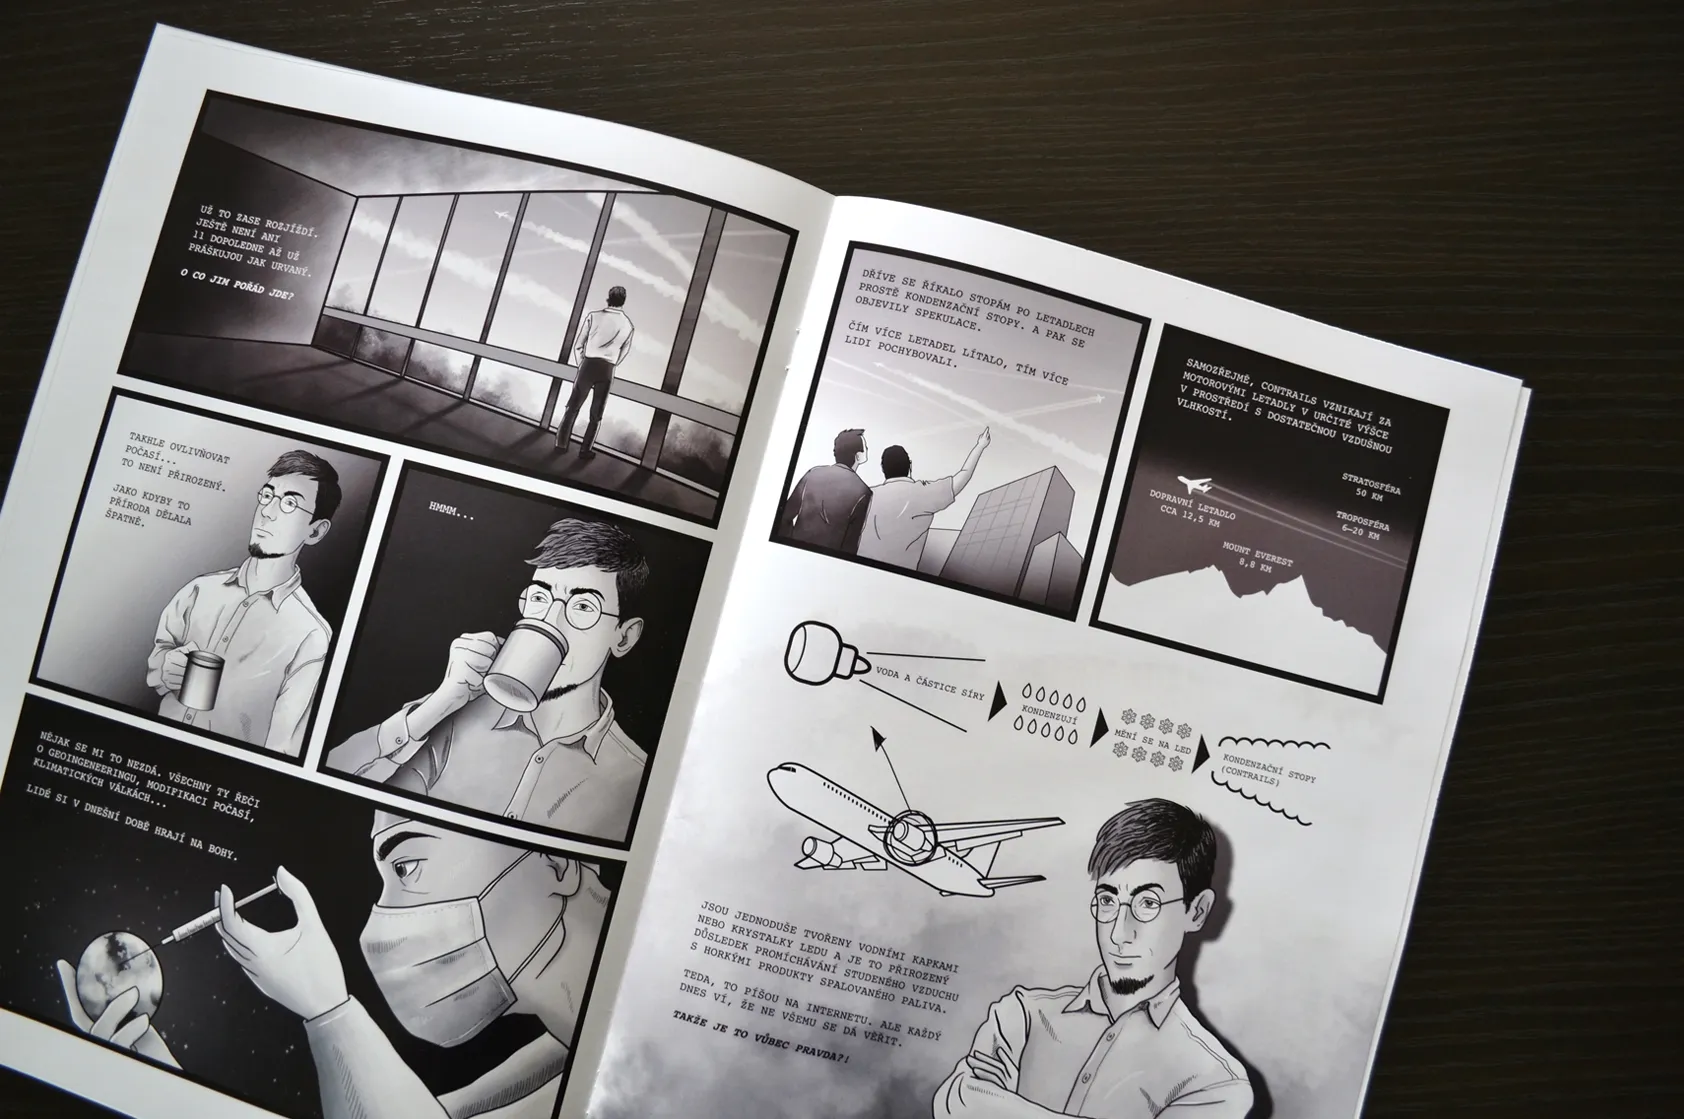 UŽ TO ZASE ROZJÍŽDÍ.
JEŠTĚ NENÍ ANI
11 DOPOLEDNE AŽ UŽ
PRÁŠKUJOU JAK URVANÝ.
O CO JIM POŘÁD JDE?
TAKHLE OVLIVŇOVAT
POČASÍ...
TO NENÍ PŘIROZENÝ.
JAKO KDYBY TO
PŘÍRODA DĚLALA
ŠPATNĚ.
HMMM...
NĚJAK SE MI TO NEZDÁ. VŠECHNY TY ŘEČI
O GEOINGENEERINGU, MODIFIKACI POČASÍ,
KLIMATICKÝCH VÁLKÁCH...
LIDÉ SI V DNEŠNÍ DOBĚ HRAJÍ NA BOHY.
DŘÍVE SE ŘÍKALO STOPÁM PO LETADLECH
PROSTĚ KONDENZAČNÍ STOPY. A PAK SE
OBJEVILY SPEKULACE.
ČÍM VÍCE LETADEL LÍTALO, TÍM VÍCE
LIDI POCHYBOVALI.
SAMOZŘEJMĚ, CONTRAILS VZNIKAJÍ ZA
MOTOROVÝMI LETADLY V URČITÉ VÝŠCE
V PROSTŘEDÍ S DOSTATEČNOU VZDUŠNOU
VLHKOSTÍ.
STRATOSFÉRA
50 KM
DOPRAVNÍ LETADLO
CCA 12,5 KM
TROPOSFÉRA
6–20 KM
MOUNT EVEREST
8,8 KM
VODA A ČÁSTICE SÍRY
KONDENZUJÍ
MĚNÍ SE NA LED
KONDENZAČNÍ STOPY
(CONTRAILS)
JSOU JEDNODUŠE TVOŘENY VODNÍMI KAPKAMI
NEBO KRYSTALKY LEDU A JE TO PŘIROZENÝ
DŮSLEDEK PROMÍCHÁVÁNÍ STUDENÉHO VZDUCHU
S HORKÝMI PRODUKTY SPALOVANÉHO PALIVA.
TEDA, TO PÍŠOU NA INTERNETU. ALE KAŽDÝ
DNES VÍ, ŽE NE VŠEMU SE DÁ VĚŘIT.
TAKŽE JE TO VŮBEC PRAVDA?!